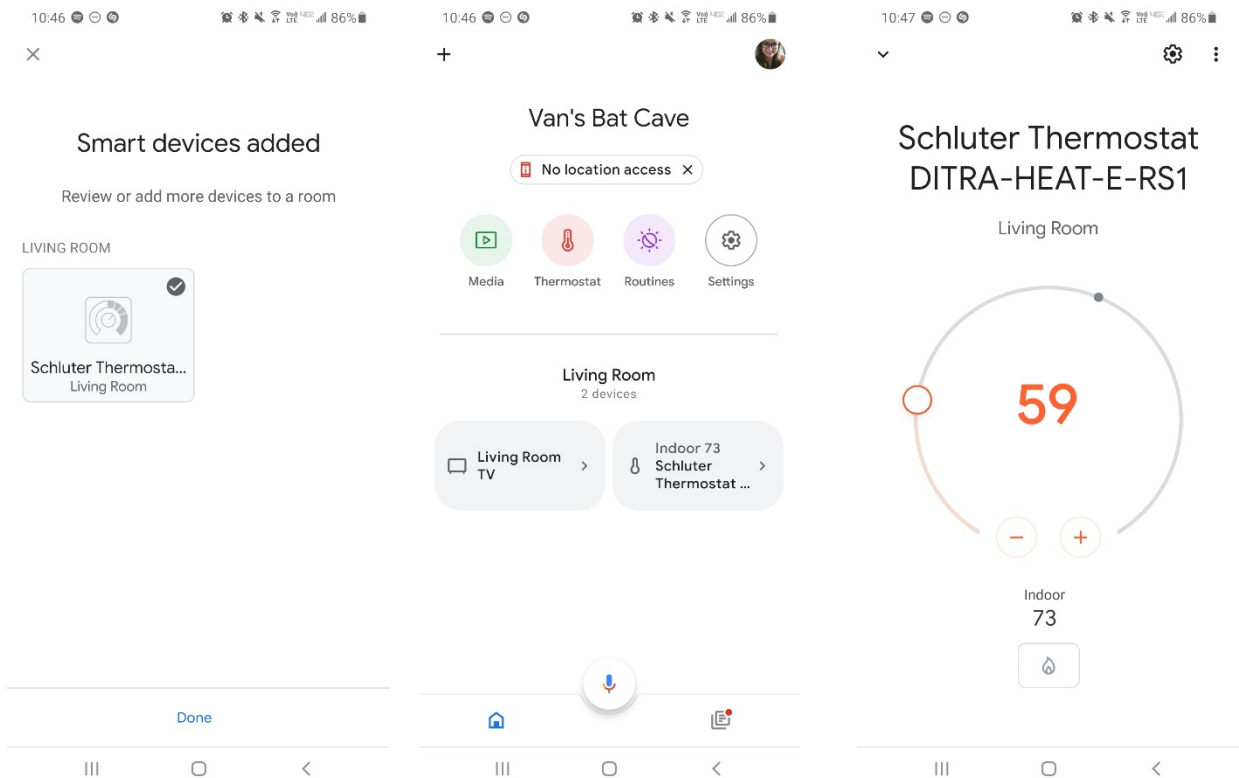 10:46
86%
Smart devices added
Review or add more devices to a room
LIVING ROOM
Schluter Thermosta...
Living Room
Done
10:46
86%
Van's Bat Cave
No location access
Media
Thermostat
Routines
Settings
Living Room
2 devices
Living Room
TV
Indoor 73
Schluter
Thermostat ...
10:47
86%
Schluter Thermostat
DITRA-HEAT-E-RS1
Living Room
59
Indoor
73